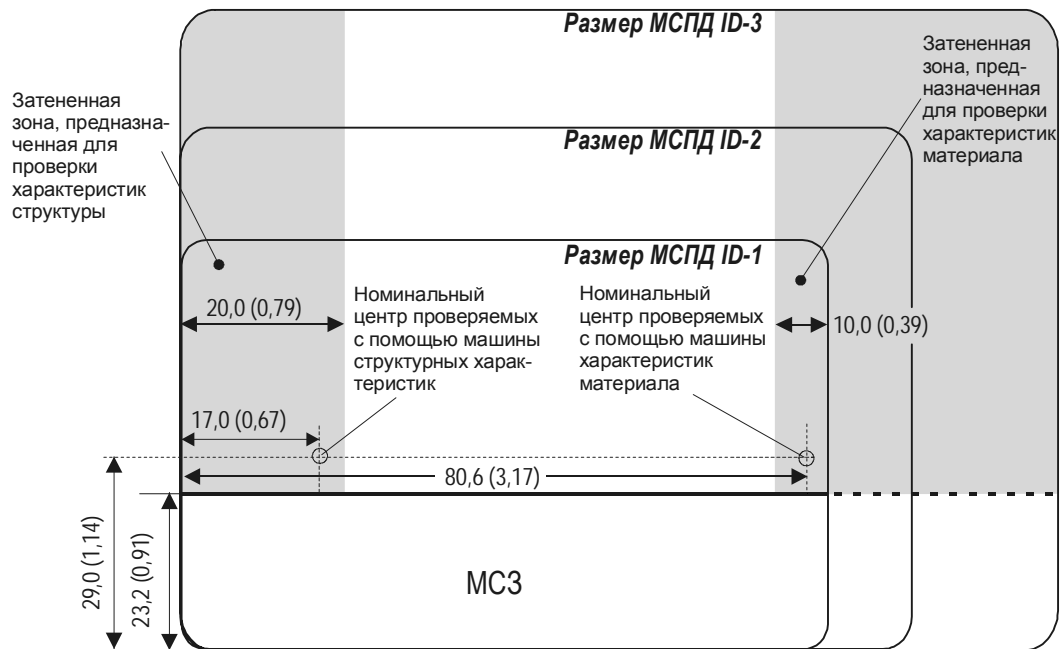 Размер МСПД ID-3
Затененная
зона, пред-
назначенная
для проверки
характеристик
материала
Затененная
зона, предназна-
ченная для
проверки
характеристик
структуры
Размер МСПД ID-2
Размер МСПД ID-1
20,0 (0,79)
Номинальный
центр проверяемых
с помощью машины
структурных харак-
теристик
Номинальный
центр проверяемых
с помощью машины
характеристик
материала
10,0 (0,39)
17,0 (0,67)
80,6 (3,17)
29,0 (1,14)
23,2 (0,91)
МСЗ